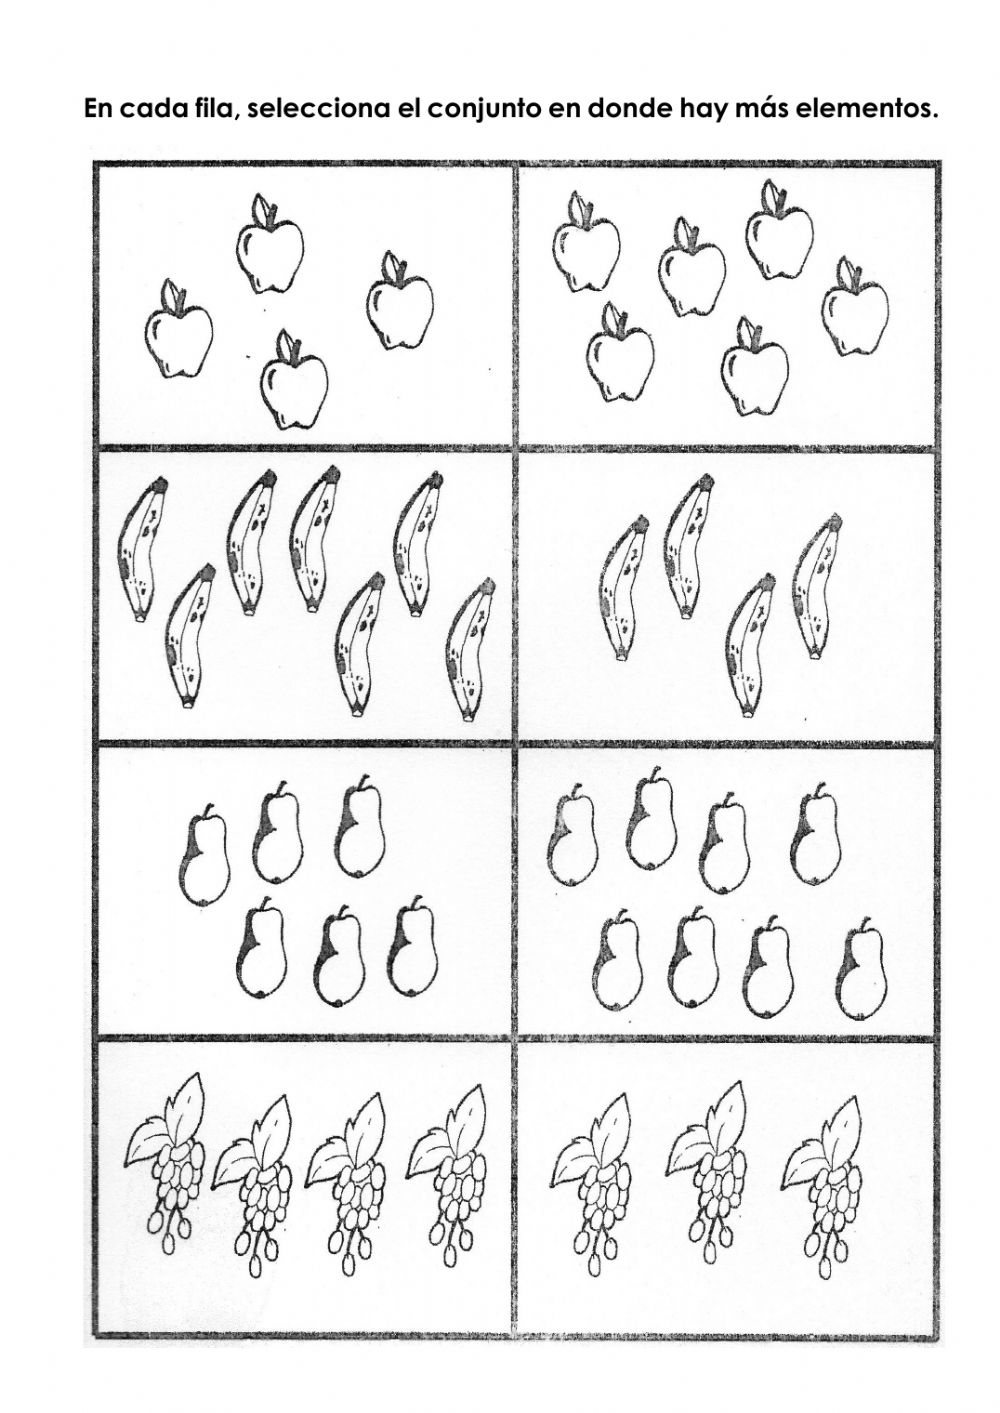 En cada fila, selecciona el conjunto en donde hay más elementos.